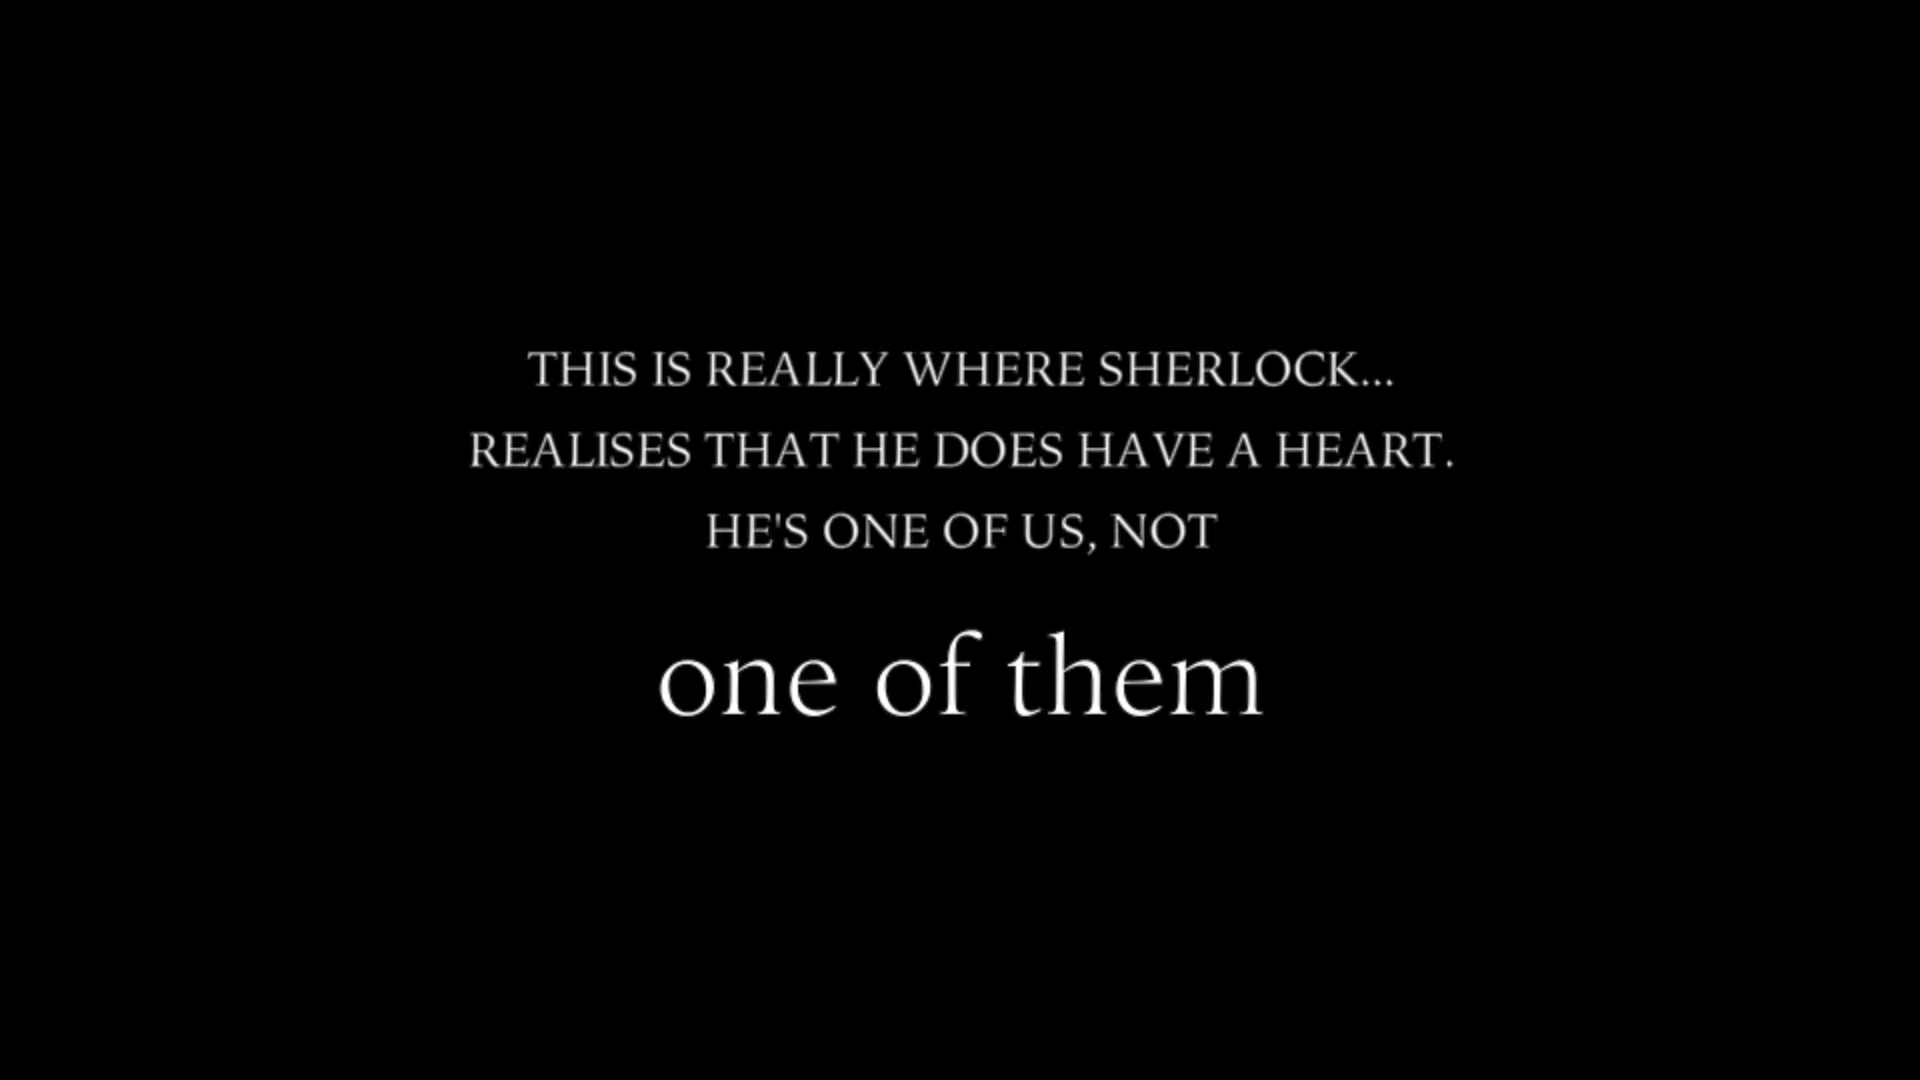 THIS IS REALLY WHERE SHERLOCK...
REALISES THAT HE DOES HAVE A HEART.
HE'S ONE OF US, NOT
one of them